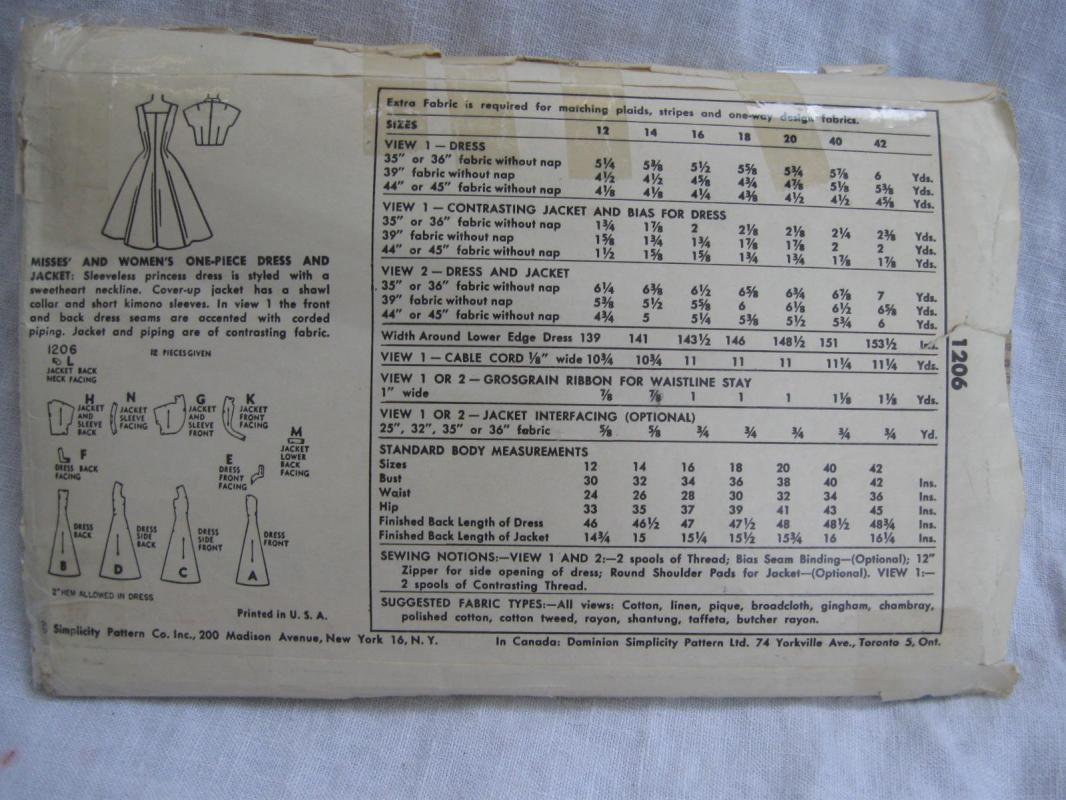 MISSES' AND WOMEN'S ONE-PIECE DRESS AND
JACKET: Sleeveless princess dress is styled with a
sweetheart neckline. Cover-up jacket has a shawl
collar and short kimono sleeves. In view 1 the front
and back dress seams are accented with corded
piping. Jacket and piping are of contrasting fabric.
1206
12 PIECES GIVEN
L
JACKET BACK
NECK FACING
H
JACKET
AND
SLEEVE
BACK
N
JACKET
SLEEVE
FACING
G
JACKET
AND
SLEEVE
FRONT
K
JACKET
FRONT
FACING
M
JACKET
LOWER
BACK
FACING
F
DRESS BACK
FACING
E
DRESS
FRONT
FACING
B
DRESS
BACK
D
DRESS
SIDE
BACK
C
DRESS
SIDE
FRONT
A
DRESS
FRONT
2" HEM ALLOWED IN DRESS
Printed in U. S. A.
Extra Fabric is required for matching plaids, stripes and one-way design fabrics.
SIZES 12 14 16 18 20 40 42
VIEW 1 — DRESS
35" or 36" fabric without nap 5¼ 5⅜ 5½ 5⅝ 5¾ 5⅞ 6 Yds.
39" fabric without nap 4½ 4½ 4⅝ 4¾ 4⅞ 5⅛ 5⅜ Yds.
44" or 45" fabric without nap 4⅛ 4⅛ 4¼ 4⅜ 4½ 4½ 4⅝ Yds.
VIEW 1 — CONTRASTING JACKET AND BIAS FOR DRESS
35" or 36" fabric without nap 1¾ 1⅞ 2 2⅛ 2⅛ 2¼ 2⅜ Yds.
39" fabric without nap 1⅝ 1¾ 1¾ 1⅞ 1⅞ 2 2 Yds.
44" or 45" fabric without nap 1½ 1⅝ 1⅝ 1¾ 1¾ 1⅞ 1⅞ Yds.
VIEW 2 — DRESS AND JACKET
35" or 36" fabric without nap 6¼ 6⅜ 6½ 6⅝ 6¾ 6⅞ 7 Yds.
39" fabric without nap 5⅜ 5½ 5⅝ 6 6⅛ 6½ 6⅝ Yds.
44" or 45" fabric without nap 4¾ 5 5¼ 5⅜ 5½ 5¾ 6 Yds.
Width Around Lower Edge Dress 139 141 143½ 146 148½ 151 153½ Ins.
VIEW 1 — CABLE CORD ⅛" wide 10¾ 10¾ 11 11 11 11¼ 11¼ Yds.
VIEW 1 OR 2 — GROSGRAIN RIBBON FOR WAISTLINE STAY
1" wide ⅞ ⅞ 1 1 1 1⅛ 1⅛ Yds.
VIEW 1 OR 2 — JACKET INTERFACING (OPTIONAL)
25", 32", 35" or 36" fabric ⅝ ⅝ ¾ ¾ ¾ ¾ ¾ Yd.
STANDARD BODY MEASUREMENTS
Sizes 12 14 16 18 20 40 42
Bust 30 32 34 36 38 40 42 Ins.
Waist 24 26 28 30 32 34 36 Ins.
Hip 33 35 37 39 41 43 45 Ins.
Finished Back Length of Dress 46 46½ 47 47½ 48 48½ 48¾ Ins.
Finished Back Length of Jacket 14¾ 15 15¼ 15½ 15¾ 16 16¼ Ins.
SEWING NOTIONS:—VIEW 1 AND 2:—2 spools of Thread; Bias Seam Binding—(Optional); 12"
Zipper for side opening of dress; Round Shoulder Pads for Jacket—(Optional). VIEW 1:—
2 spools of Contrasting Thread.
SUGGESTED FABRIC TYPES:—All views: Cotton, linen, pique, broadcloth, gingham, chambray,
polished cotton, cotton tweed, rayon, shantung, taffeta, butcher rayon.
1206
© Simplicity Pattern Co. Inc., 200 Madison Avenue, New York 16, N. Y. In Canada: Dominion Simplicity Pattern Ltd. 74 Yorkville Ave., Toronto 5, Ont.